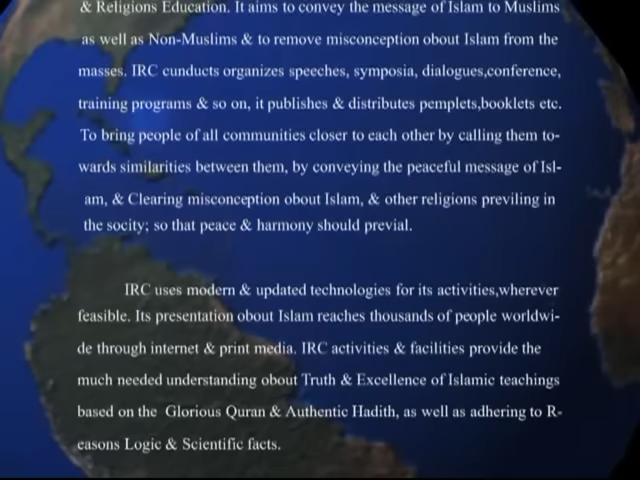 & Religions Education. It aims to convey the message of Islam to Muslims
as well as Non-Muslims & to remove misconception obout Islam from the
masses. IRC cunducts organizes speeches, symposia, dialogues,conference,
training programs & so on, it publishes & distributes pemplets,booklets etc.
To bring people of all communities closer to each other by calling them to-
wards similarities between them, by conveying the peaceful message of Isl-
am, & Clearing misconception obout Islam, & other religions previling in
the socity; so that peace & harmony should previal.
IRC uses modern & updated technologies for its activities,wherever
feasible. Its presentation obout Islam reaches thousands of people worldwi-
de through internet & print media. IRC activities & facilities provide the
much needed understanding obout Truth & Excellence of Islamic teachings
based on the Glorious Quran & Authentic Hadith, as well as adhering to R-
easons Logic & Scientific facts.